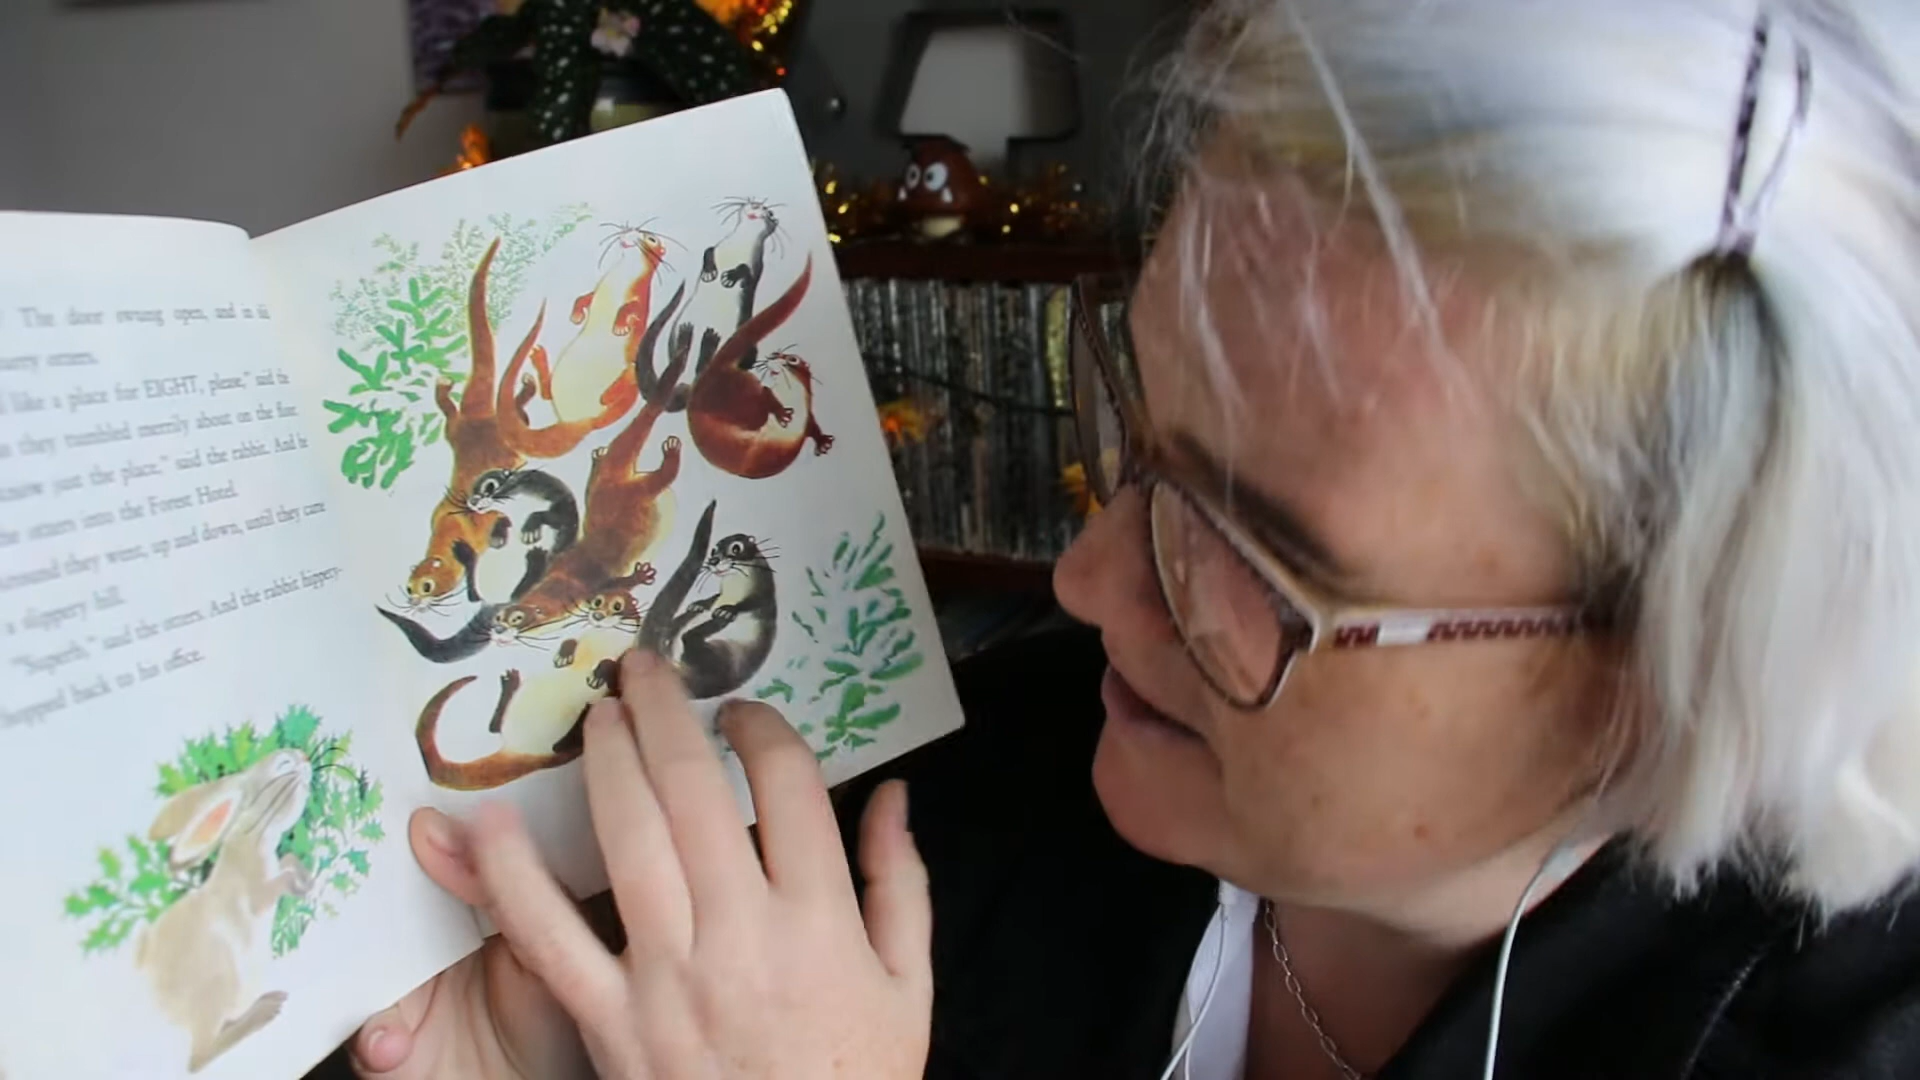 The door swung open, and in slid
furry otters.
like a place for EIGHT, please," said the
they tumbled merrily about on the floor.
know just the place," said the rabbit. And he
the otters into the Forest Hotel.
Around they went, up and down, until they came
a slippery hill.
"Superb," said the otters. And the rabbit hippery-
hopped back to his office.